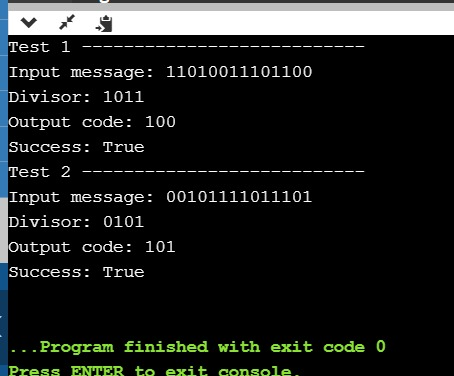 Test 1 ---------------------------
Input message: 11010011101100
Divisor: 1011
Output code: 100
Success: True
Test 2 ---------------------------
Input message: 00101111011101
Divisor: 0101
Output code: 101
Success: True
...Program finished with exit code 0
Press ENTER to exit console.